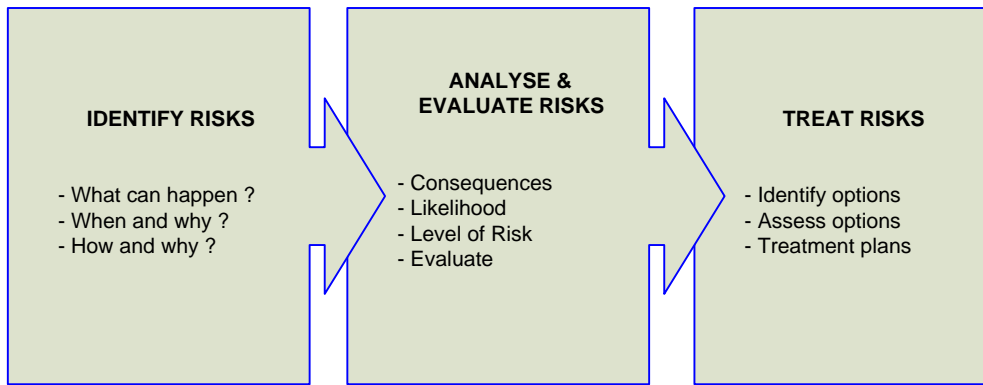 IDENTIFY RISKS
- What can happen ?
- When and why ?
- How and why ?
ANALYSE &
EVALUATE RISKS
- Consequences
- Likelihood
- Level of Risk
- Evaluate
TREAT RISKS
- Identify options
- Assess options
- Treatment plans